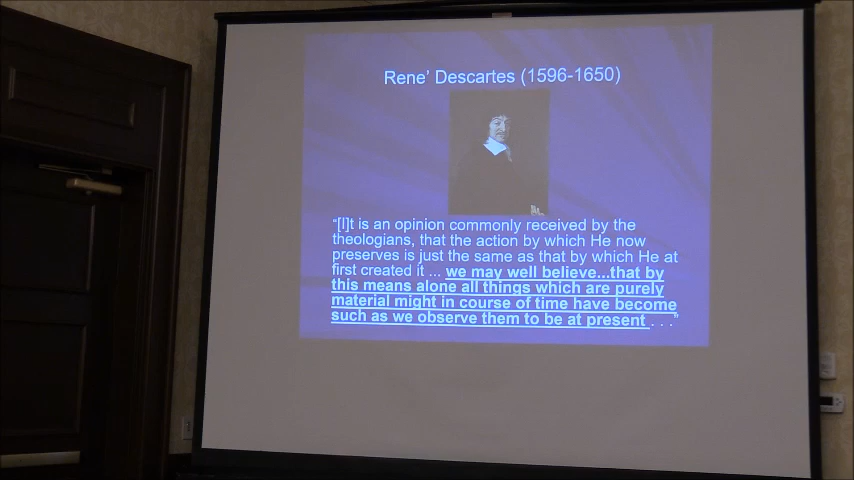 Rene' Descartes (1596-1650)
"[I]t is an opinion commonly received by the
theologians, that the action by which He now
preserves is just the same as that by which He at
first created it ... we may well believe...that by
this means alone all things which are purely
material might in course of time have become
such as we observe them to be at present . . ."